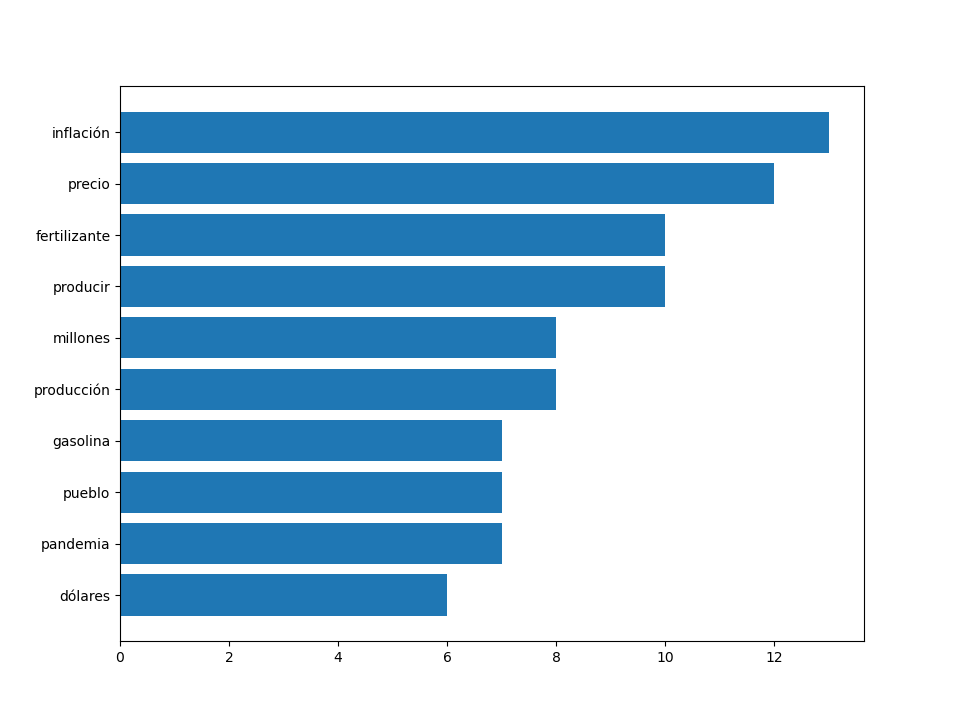 inflación
precio
fertilizante
producir
millones
producción
gasolina
pueblo
pandemia
dólares
0 2 4 6 8 10 12